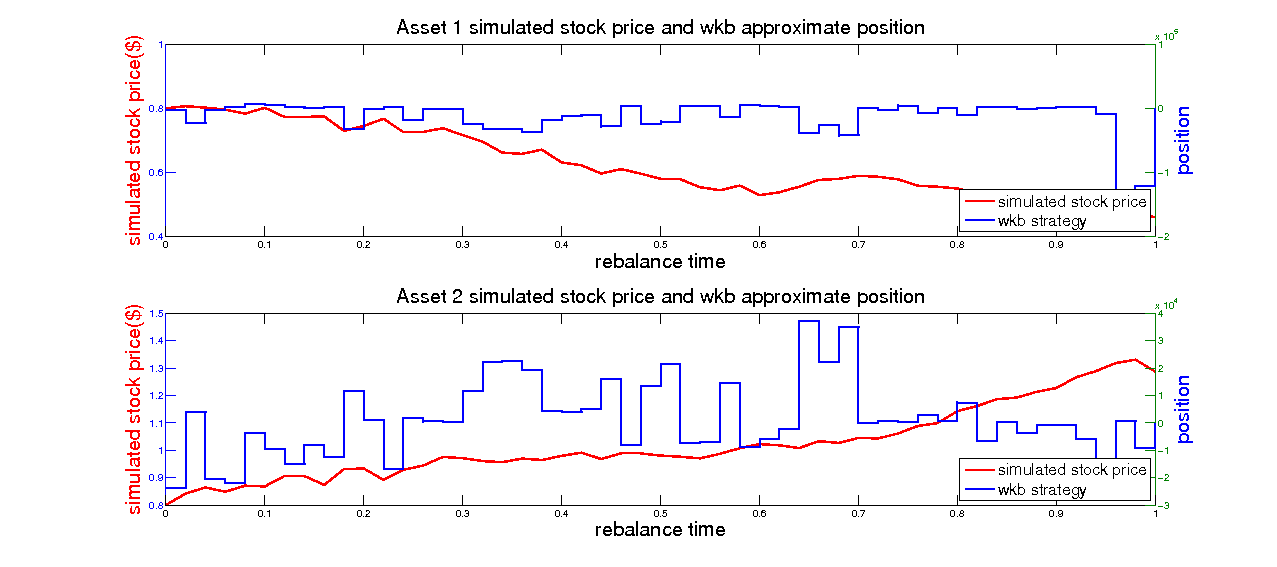 Asset 1 simulated stock price and wkb approximate position
x 10^5
simulated stock price($)
1
0.8
0.6
0.4
1
0
-1
-2
position
simulated stock price
wkb strategy
0 0.1 0.2 0.3 0.4 0.5 0.6 0.7 0.8 0.9 1
rebalance time
Asset 2 simulated stock price and wkb approximate position
x 10^4
simulated stock price($)
1.5
1.4
1.3
1.2
1.1
1
0.9
0.8
4
3
2
1
0
-1
-2
-3
position
simulated stock price
wkb strategy
0 0.1 0.2 0.3 0.4 0.5 0.6 0.7 0.8 0.9 1
rebalance time